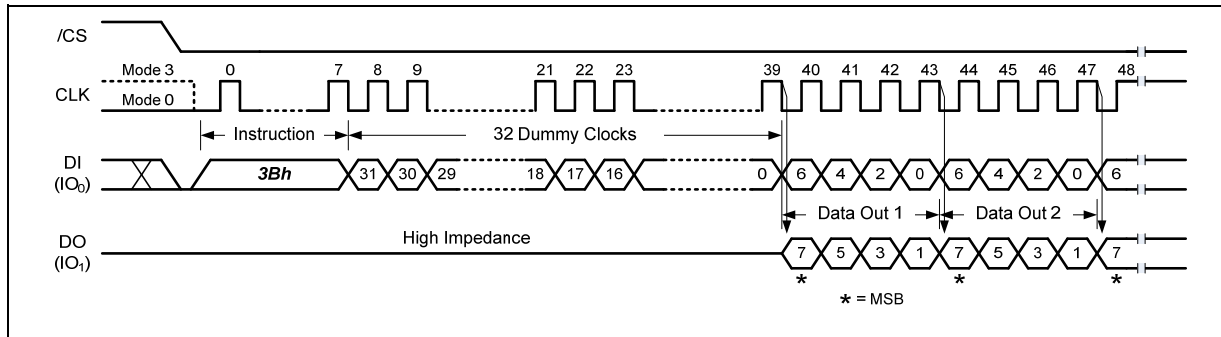 /CS
Mode 3 0 7 8 9 21 22 23 39 40 41 42 43 44 45 46 47 48
CLK Mode 0
Instruction 32 Dummy Clocks
DI (IO0) 3Bh 31 30 29 18 17 16 0 6 4 2 0 6 4 2 0 6
Data Out 1 Data Out 2
High Impedance
DO (IO1) 7 5 3 1 7 5 3 1 7
* * *
* = MSB